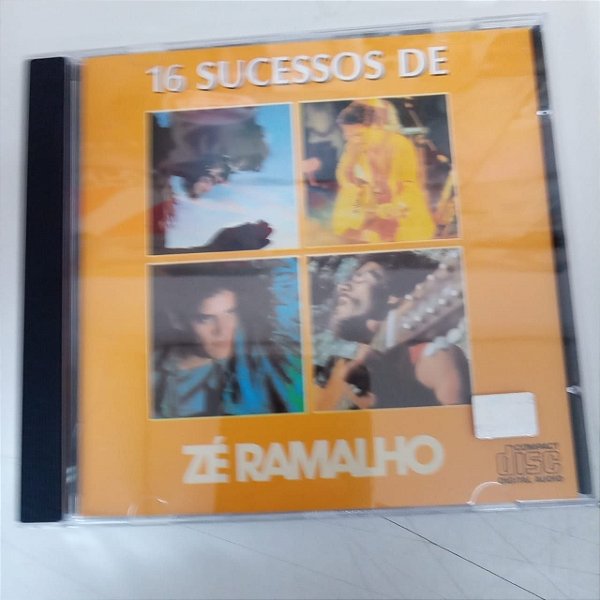 16 SUCESSOS DE
ZÉ RAMALHO
COMPACT
disc
DIGITAL AUDIO